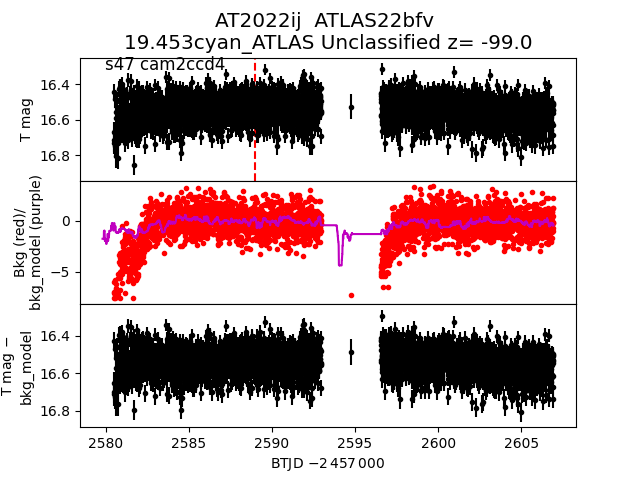 AT2022ij  ATLAS22bfv
19.453cyan_ATLAS Unclassified z= -99.0
s47 cam2ccd4
16.4
16.6
16.8
T mag
0
−5
Bkg (red)/
bkg_model (purple)
16.4
16.6
16.8
T mag −
bkg_model
2580 2585 2590 2595 2600 2605
BTJD −2 457 000